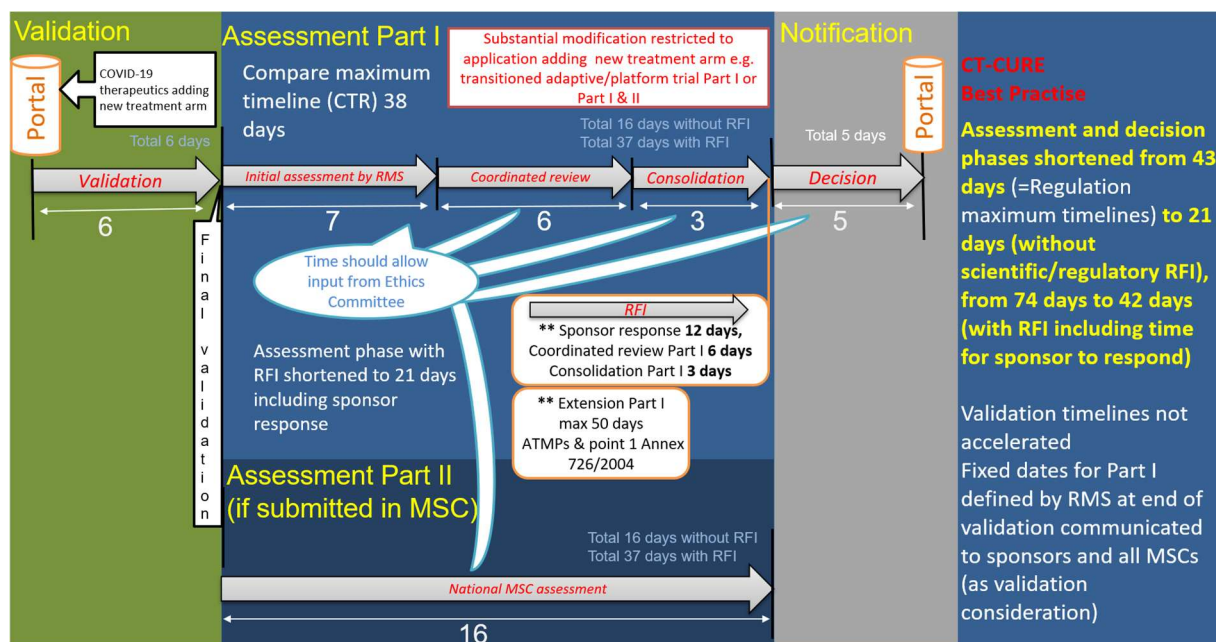 Validation
Portal
COVID-19
therapeutics adding
new treatment arm
Total 6 days
Validation
6
Final validation
Assessment Part I
Compare maximum
timeline (CTR) 38
days
Substantial modification restricted to
application adding new treatment arm e.g.
transitioned adaptive/platform trial Part I or
Part I & II
Total 16 days without RFI
Total 37 days with RFI
Initial assessment by RMS
Coordinated review
Consolidation
7
6
3
Time should allow
input from Ethics
Committee
RFI
** Sponsor response 12 days,
Coordinated review Part I 6 days
Consolidation Part I 3 days
Assessment phase with
RFI shortened to 21 days
including sponsor
response
** Extension Part I
max 50 days
ATMPs & point 1 Annex
726/2004
Assessment Part II
(if submitted in MSC)
Total 16 days without RFI
Total 37 days with RFI
National MSC assessment
16
Notification
Portal
Total 5 days
Decision
5
CT-CURE
Best Practise
Assessment and decision
phases shortened from 43
days (=Regulation
maximum timelines) to 21
days (without
scientific/regulatory RFI),
from 74 days to 42 days
(with RFI including time
for sponsor to respond)
Validation timelines not
accelerated
Fixed dates for Part I
defined by RMS at end of
validation communicated
to sponsors and all MSCs
(as validation
consideration)